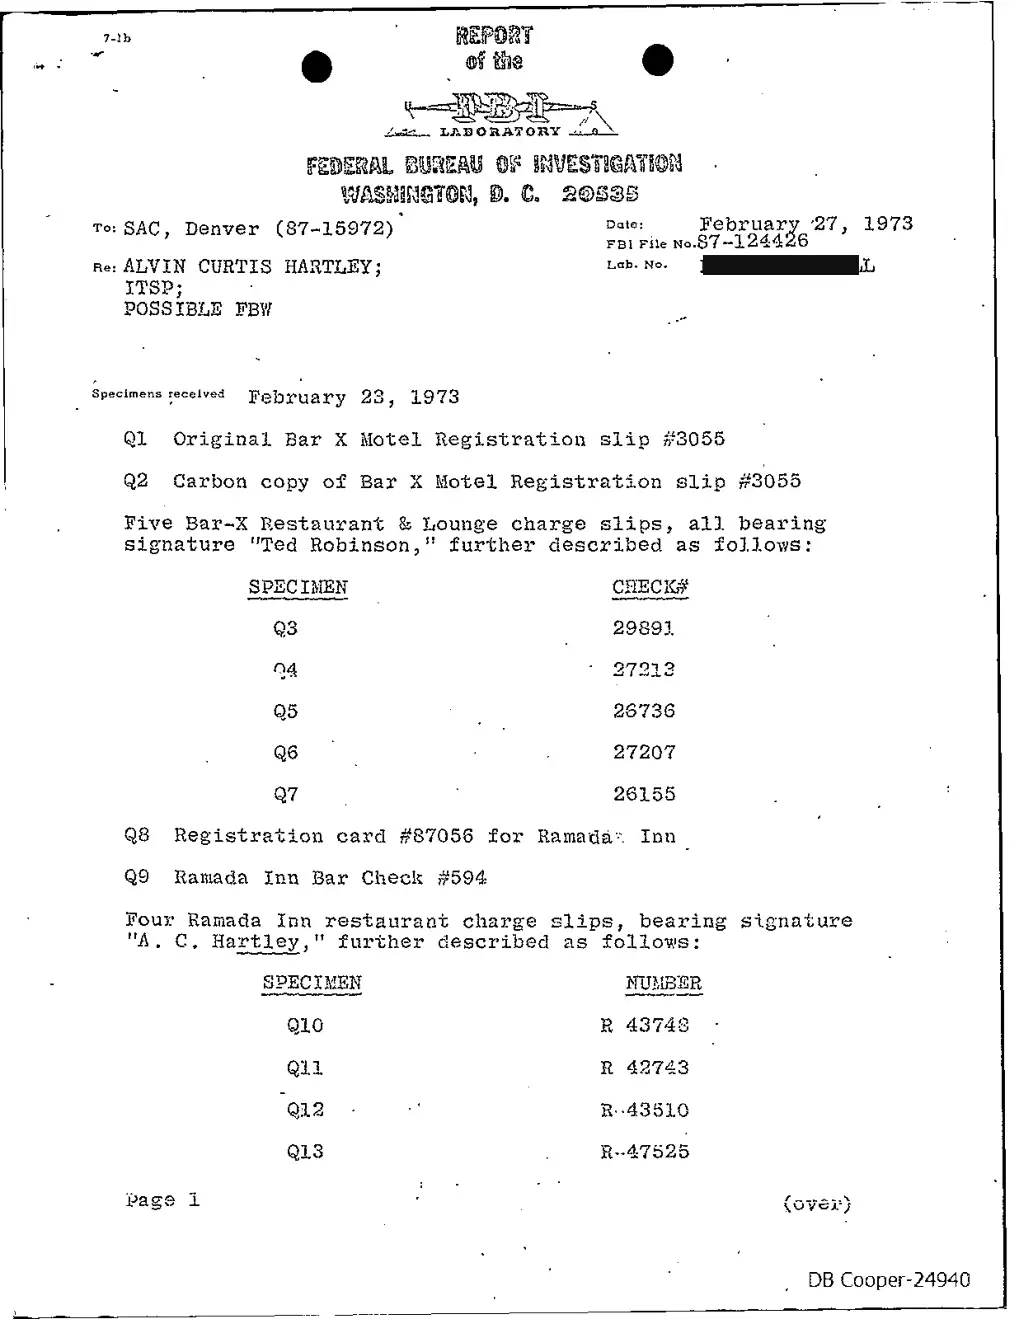 7-1b
REPORT
of the
FBI
LABORATORY
FEDERAL BUREAU OF INVESTIGATION
WASHINGTON, D. C. 20535
To: SAC, Denver (87-15972)
Date: February 27, 1973
FBI File No. 87-124426
Re: ALVIN CURTIS HARTLEY;
Lab. No. L
ITSP;
POSSIBLE FBW
Specimens received February 23, 1973
Q1 Original Bar X Motel Registration slip #3055
Q2 Carbon copy of Bar X Motel Registration slip #3055
Five Bar-X Restaurant & Lounge charge slips, all bearing
signature "Ted Robinson," further described as follows:
SPECIMEN CHECK#
Q3 29891
Q4 27213
Q5 26736
Q6 27207
Q7 26155
Q8 Registration card #87056 for Ramada Inn
Q9 Ramada Inn Bar Check #594
Four Ramada Inn restaurant charge slips, bearing signature
"A. C. Hartley," further described as follows:
SPECIMEN NUMBER
Q10 R 43748
Q11 R 42743
Q12 R-43510
Q13 R-47525
Page 1 (over)
DB Cooper-24940